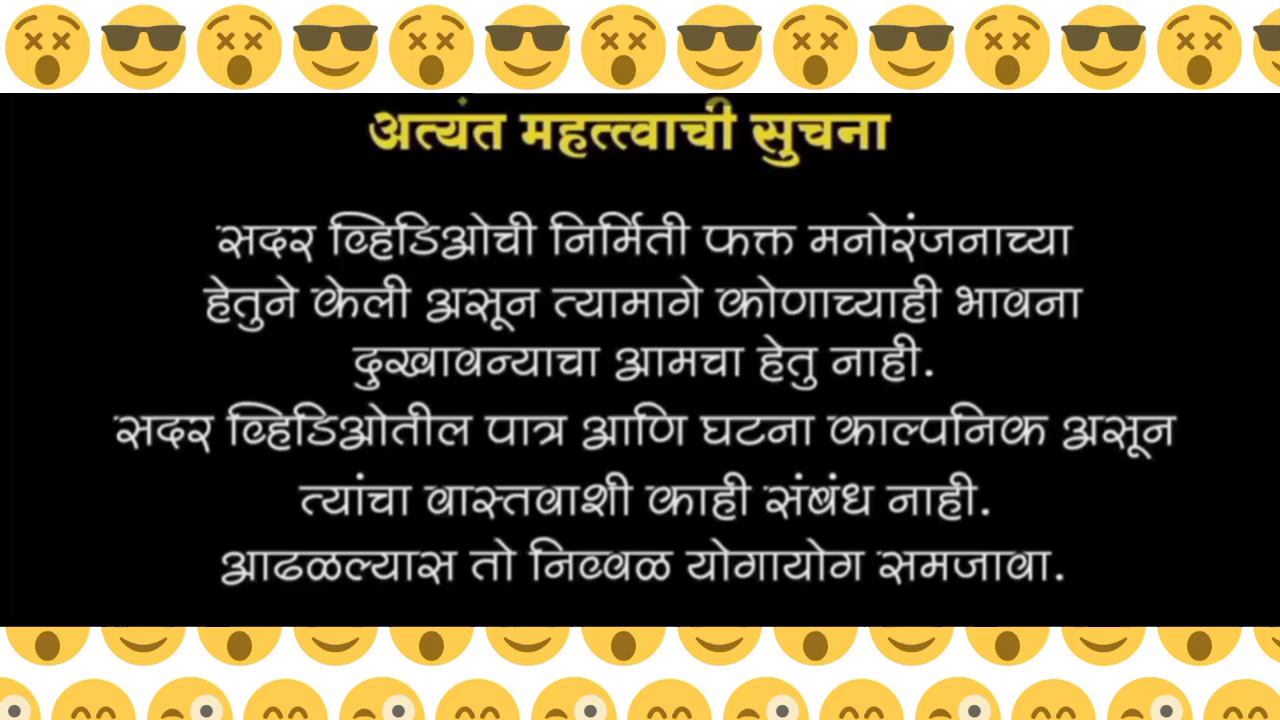 अत्यंत महत्त्वाची सुचना
सदर व्हिडिओची निर्मिती फक्त मनोरंजनाच्या
हेतुने केली असून त्यामागे कोणाच्याही भावना
दुखावन्याचा आमचा हेतु नाही.
सदर व्हिडिओतील पात्र आणि घटना काल्पनिक असून
त्यांचा वास्तवाशी काही संबंध नाही.
आढळल्यास तो निव्वळ योगायोग समजावा.